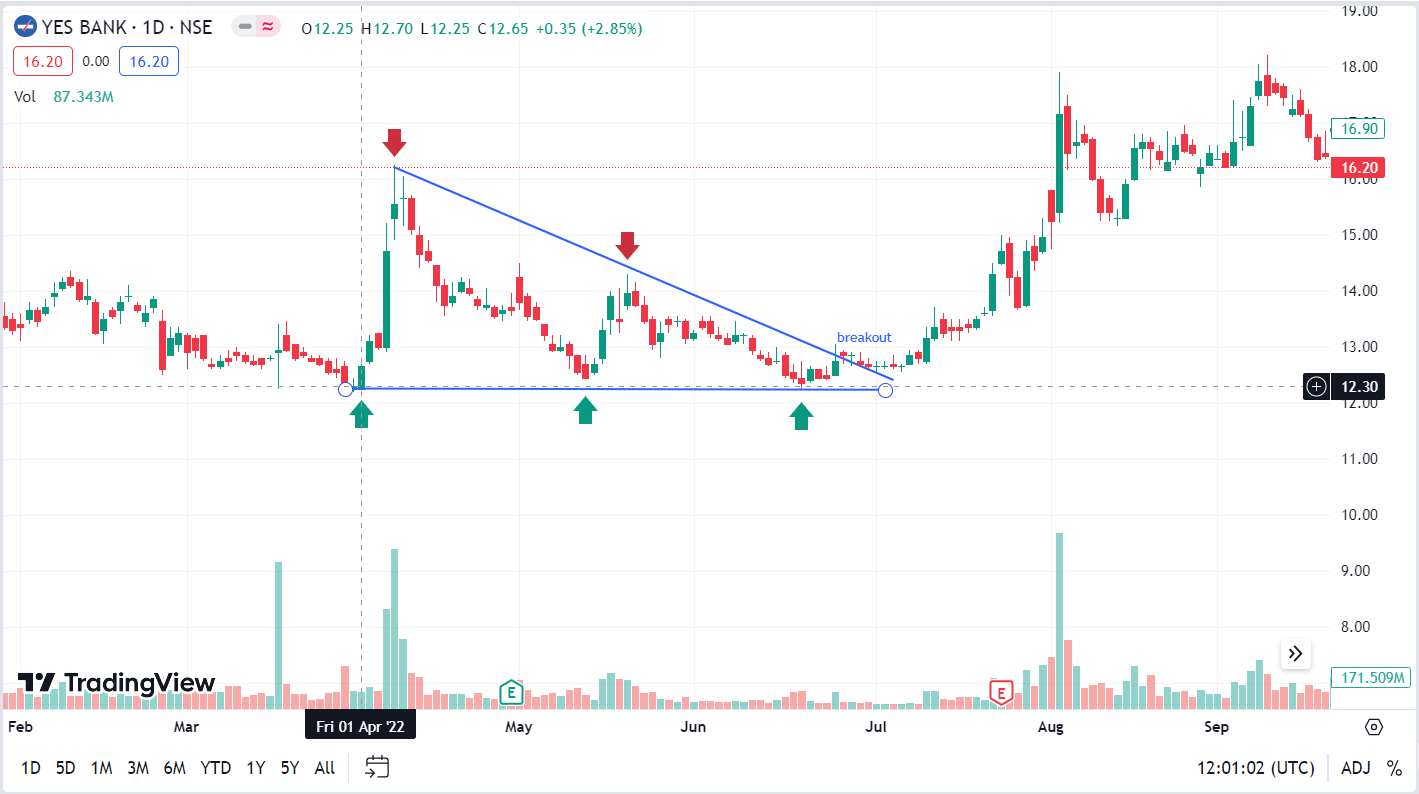 YES BANK · 1D · NSE O12.25 H12.70 L12.25 C12.65 +0.35 (+2.85%)
16.20 0.00 16.20
Vol 87.343M
19.00
18.00
16.90
16.20
16.00
15.00
14.00
breakout
13.00
12.30
12.00
11.00
10.00
9.00
8.00
171.509M
TradingView
E
E
Feb Mar Fri 01 Apr '22 May Jun Jul Aug Sep
1D 5D 1M 3M 6M YTD 1Y 5Y All 12:01:02 (UTC) ADJ %